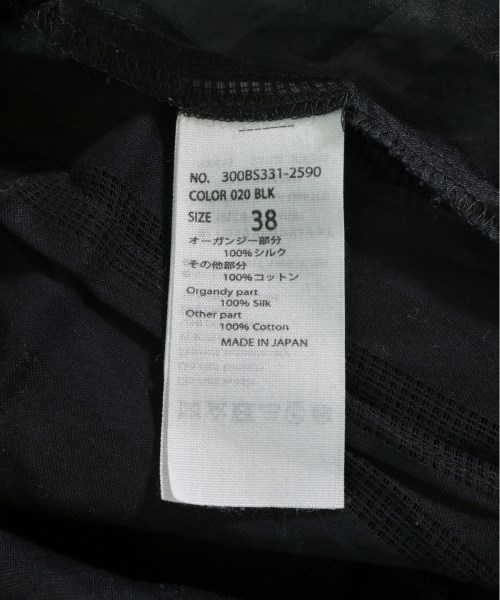 NO. 300BS331-2590
COLOR 020 BLK
SIZE 38
オーガンジー部分
100%シルク
その他部分
100%コットン
Organdy part
100% Silk
Other part
100% Cotton
MADE IN JAPAN